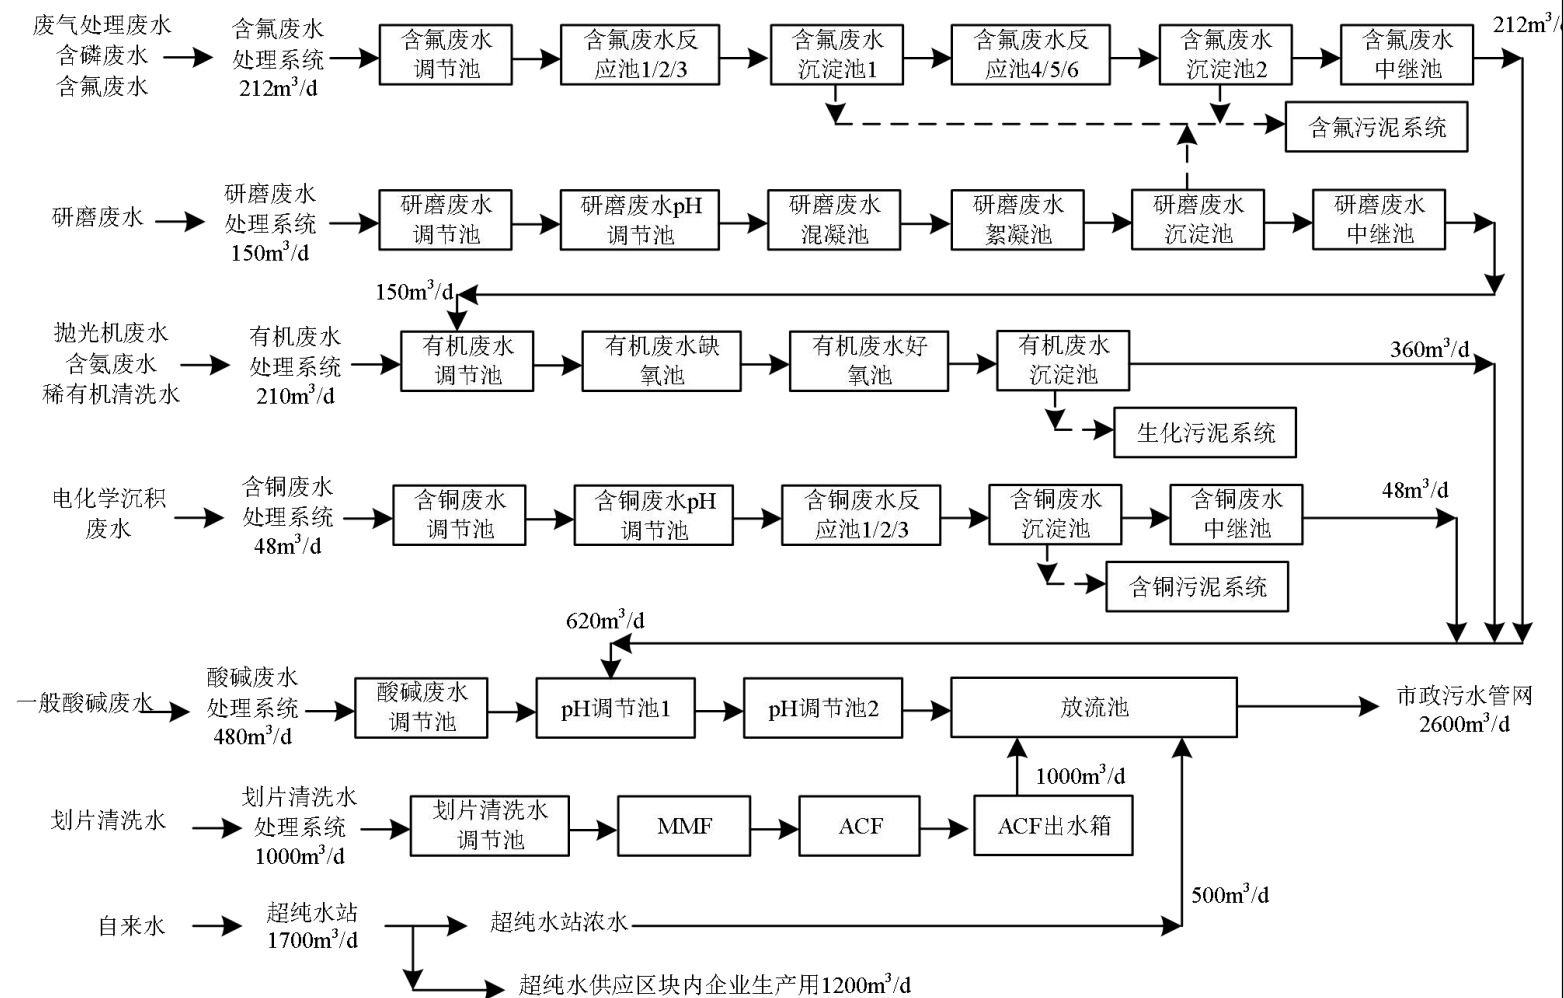 废气处理废水
含磷废水
含氟废水
含氟废水
处理系统
212m³/d
含氟废水
调节池
含氟废水反
应池1/2/3
含氟废水
沉淀池1
含氟废水反
应池4/5/6
含氟废水
沉淀池2
含氟废水
中继池
212m³/d
含氟污泥系统
研磨废水
研磨废水
处理系统
150m³/d
研磨废水
调节池
研磨废水pH
调节池
研磨废水
混凝池
研磨废水
絮凝池
研磨废水
沉淀池
研磨废水
中继池
150m³/d
抛光机废水
含氨废水
稀有机清洗水
有机废水
处理系统
210m³/d
有机废水
调节池
有机废水缺
氧池
有机废水好
氧池
有机废水
沉淀池
360m³/d
生化污泥系统
电化学沉积
废水
含铜废水
处理系统
48m³/d
含铜废水
调节池
含铜废水pH
调节池
含铜废水反
应池1/2/3
含铜废水
沉淀池
含铜废水
中继池
48m³/d
含铜污泥系统
620m³/d
一般酸碱废水
酸碱废水
处理系统
480m³/d
酸碱废水
调节池
pH调节池1
pH调节池2
放流池
市政污水管网
2600m³/d
1000m³/d
划片清洗水
划片清洗水
处理系统
1000m³/d
划片清洗水
调节池
MMF
ACF
ACF出水箱
500m³/d
自来水
超纯水站
1700m³/d
超纯水站浓水
超纯水供应区块内企业生产用1200m³/d